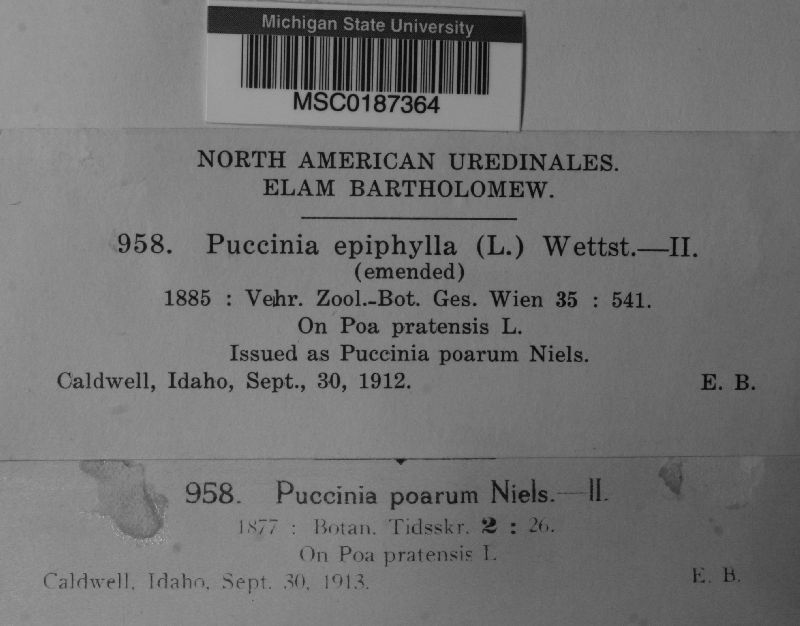 Michigan State University
MSC0187364
NORTH AMERICAN UREDINALES.
ELAM BARTHOLOMEW.
958. Puccinia epiphylla (L.) Wettst.—II.
(emended)
1885 : Vehr. Zool.-Bot. Ges. Wien 35 : 541.
On Poa pratensis L.
Issued as Puccinia poarum Niels.
Caldwell, Idaho, Sept., 30, 1912. E. B.
958. Puccinia poarum Niels.—II.
1877 : Botan. Tidsskr. 2 : 26.
On Poa pratensis L
Caldwell, Idaho, Sept. 30, 1913. E. B.